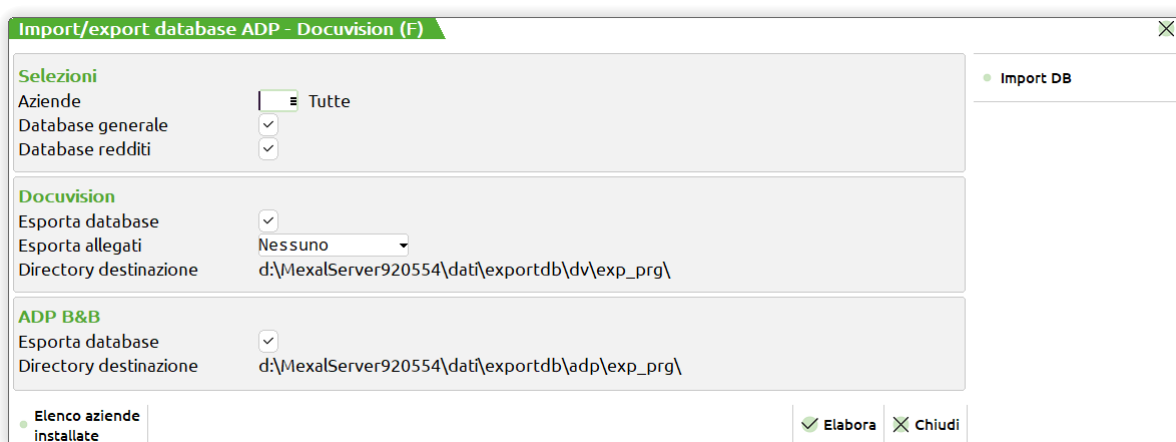 Import/export database ADP - Docuvision (F)
Selezioni
Aziende Tutte
Database generale
Database redditi
Docuvision
Esporta database
Esporta allegati Nessuno
Directory destinazione d:\MexalServer920554\dati\exportdb\dv\exp_prg\
ADP B&B
Esporta database
Directory destinazione d:\MexalServer920554\dati\exportdb\adp\exp_prg\
Import DB
Elenco aziende
installate
Elabora Chiudi